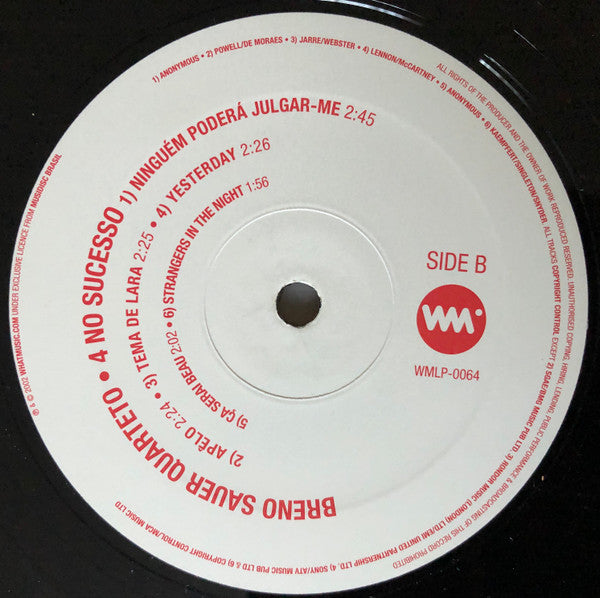 BRENO SAUER QUARTETO • 4 NO SUCESSO 1) NINGUÉM PODERÁ JULGAR-ME 2:45
2) APÊLO 2:24 • 3) TEMA DE LARA 2:25 • 4) YESTERDAY 2:26
5) ÇA SERAI BEAU 2:02 • 6) STRANGERS IN THE NIGHT 1:56
SIDE B
WM
WMLP-0064
1) ANONYMOUS • 2) POWELL/DE MORAES • 3) JARRE/WEBSTER • 4) LENNON/McCARTNEY • 5) ANONYMOUS • 6) KAEMPFERT/SINGLETON/SNYDER. ALL TRACKS COPYRIGHT CONTROL EXCEPT 2) SGAE/BMG MUSIC PUB LTD. 3) RONDOR MUSIC (LONDON) LTD/EMI UNITED PARTNERSHIP LTD. 4) SONY/ATV MUSIC PUB LTD & 6) COPYRIGHT CONTROL/MCA MUSIC LTD
℗ & © 2002 WHATMUSIC.COM UNDER EXCLUSIVE LICENCE FROM MUSIDISC BRASIL
ALL RIGHTS OF THE PRODUCER AND THE OWNER OF WORK REPRODUCED RESERVED. UNAUTHORISED COPYING, HIRING, LENDING, PUBLIC PERFORMANCE & BROADCASTING OF THIS RECORD PROHIBITED